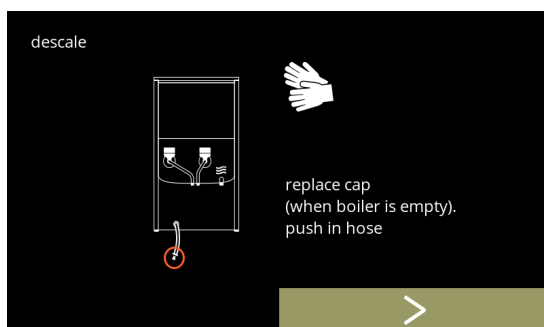 descale
replace cap
(when boiler is empty).
push in hose